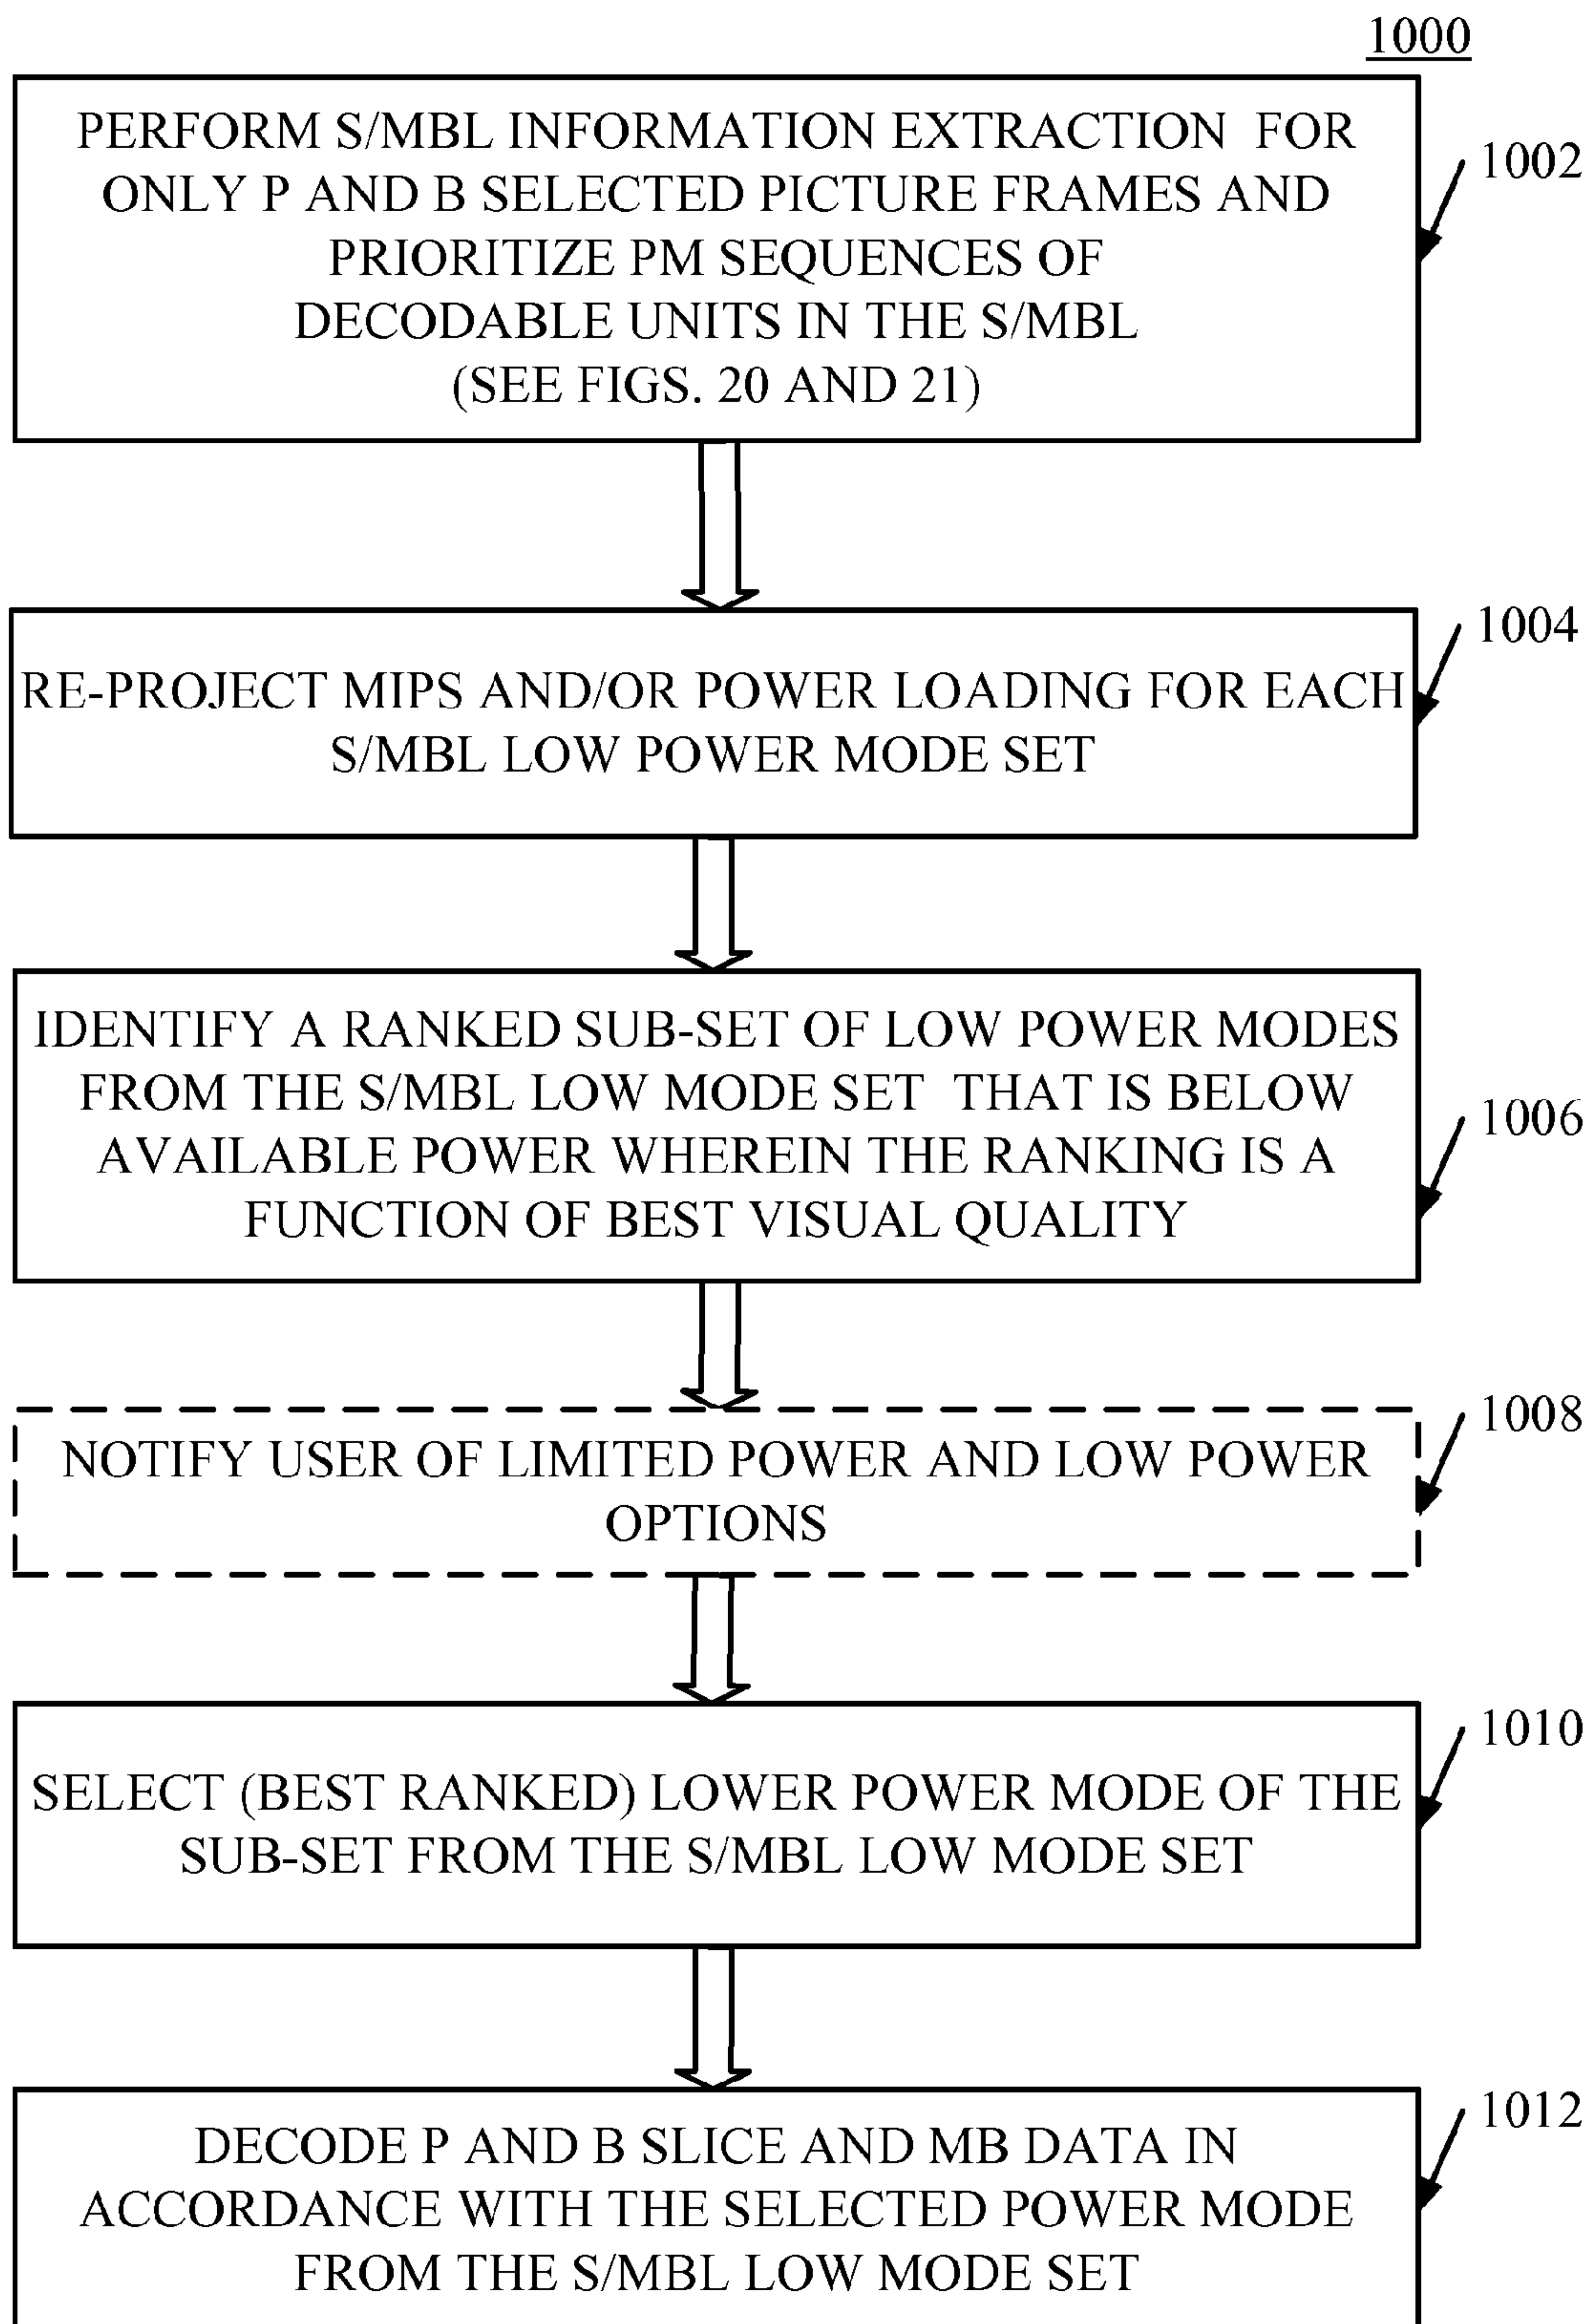 1000
PERFORM S/MBL INFORMATION EXTRACTION FOR
ONLY P AND B SELECTED PICTURE FRAMES AND
PRIORITIZE PM SEQUENCES OF
DECODABLE UNITS IN THE S/MBL
(SEE FIGS. 20 AND 21)
1002
RE-PROJECT MIPS AND/OR POWER LOADING FOR EACH
S/MBL LOW POWER MODE SET
1004
IDENTIFY A RANKED SUB-SET OF LOW POWER MODES
FROM THE S/MBL LOW MODE SET THAT IS BELOW
AVAILABLE POWER WHEREIN THE RANKING IS A
FUNCTION OF BEST VISUAL QUALITY
1006
NOTIFY USER OF LIMITED POWER AND LOW POWER
OPTIONS
1008
SELECT (BEST RANKED) LOWER POWER MODE OF THE
SUB-SET FROM THE S/MBL LOW MODE SET
1010
DECODE P AND B SLICE AND MB DATA IN
ACCORDANCE WITH THE SELECTED POWER MODE
FROM THE S/MBL LOW MODE SET
1012